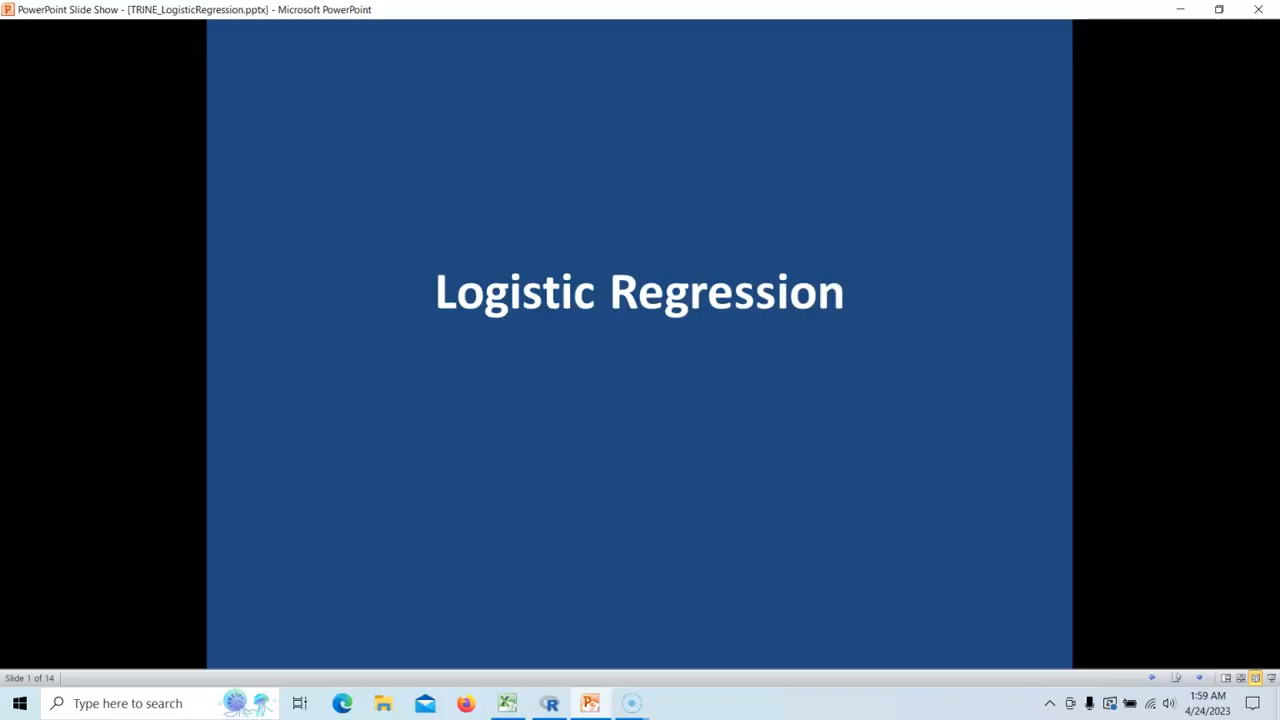 PowerPoint Slide Show - [TRINE_LogisticRegression.pptx] - Microsoft PowerPoint
Logistic Regression
Slide 1 of 14
Type here to search
1:59 AM
4/24/2023